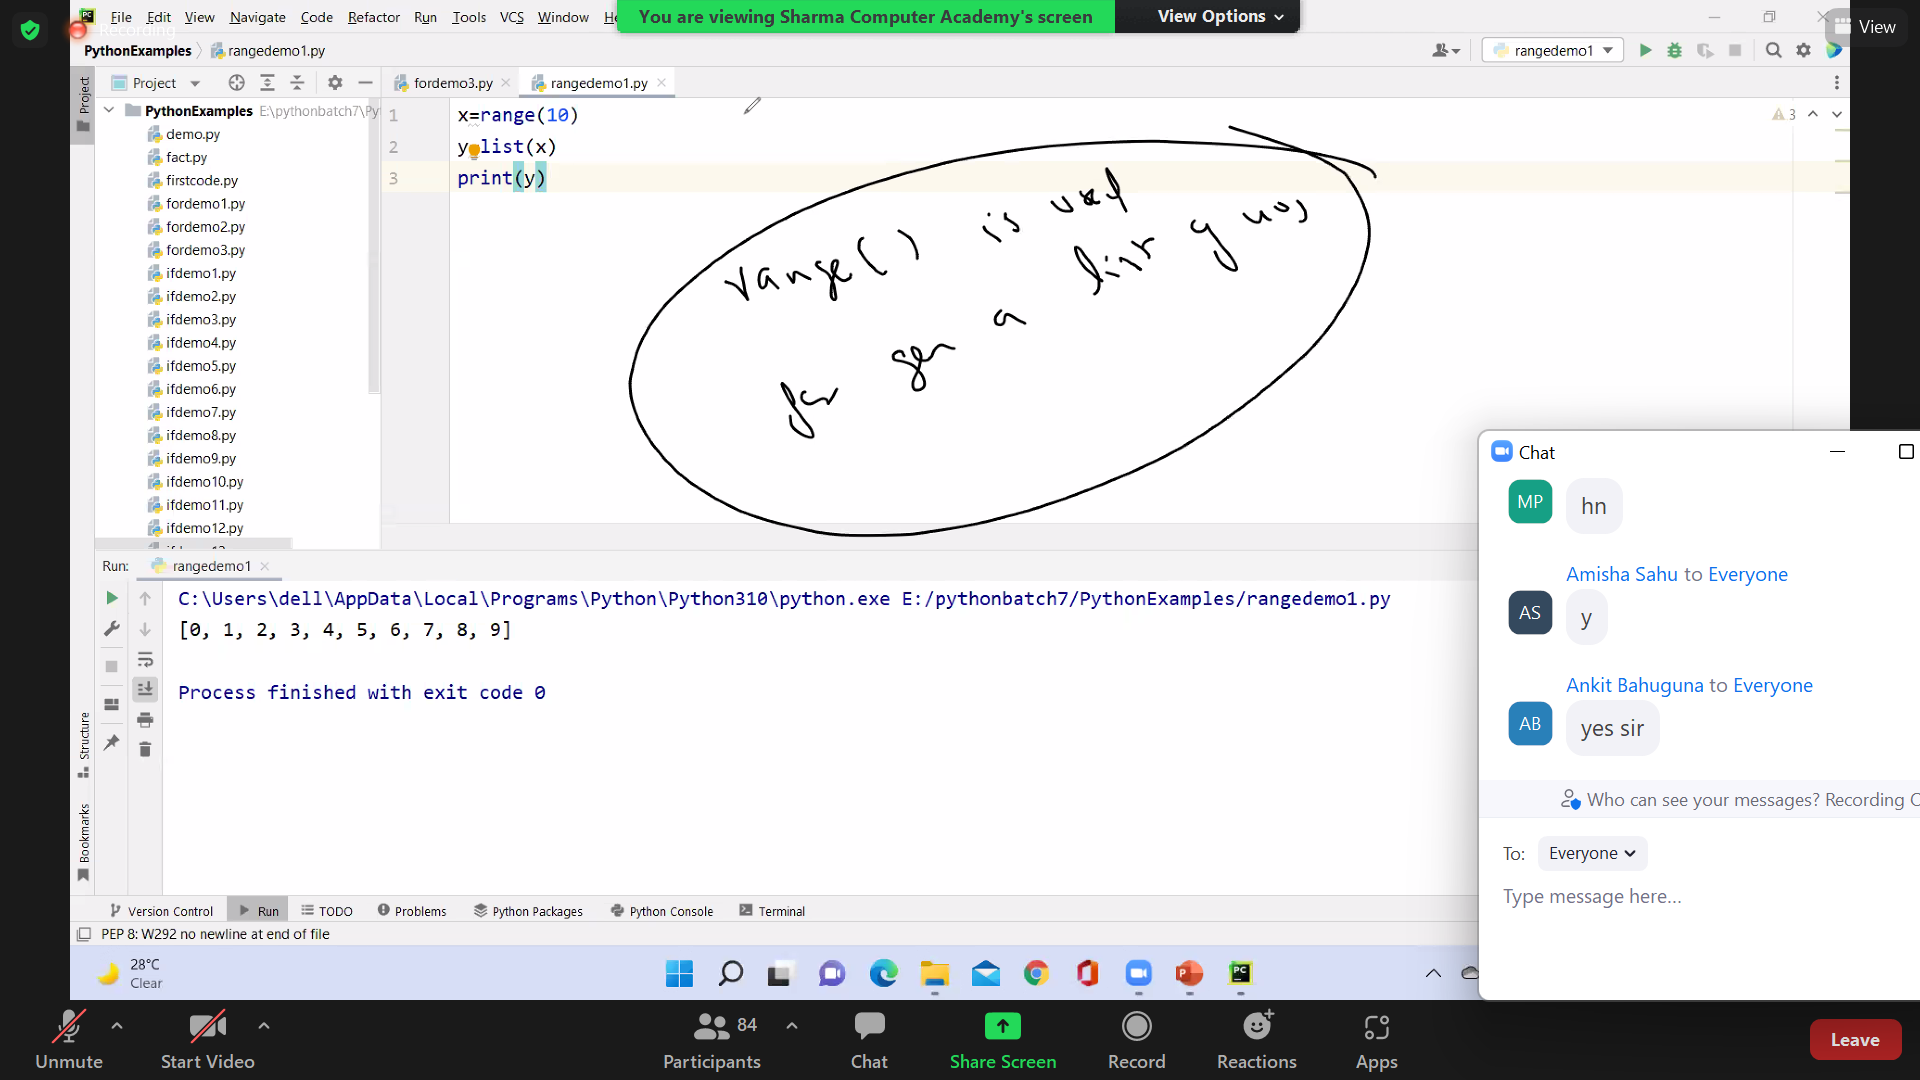 Recording
File Edit View Navigate Code Refactor Run Tools VCS Window He
You are viewing Sharma Computer Academy's screen
View Options
View
PythonExamples rangedemo1.py
rangedemo1
Project
Project
fordemo3.py
rangedemo1.py
PythonExamples E:\pythonbatch7\Py
demo.py
fact.py
firstcode.py
fordemo1.py
fordemo2.py
fordemo3.py
ifdemo1.py
ifdemo2.py
ifdemo3.py
ifdemo4.py
ifdemo5.py
ifdemo6.py
ifdemo7.py
ifdemo8.py
ifdemo9.py
ifdemo10.py
ifdemo11.py
ifdemo12.py
1 x=range(10)
2 y list(x)
3 print(y)
3
range() is used
for gen a list of nos
Run: rangedemo1
C:\Users\dell\AppData\Local\Programs\Python\Python310\python.exe E:/pythonbatch7/PythonExamples/rangedemo1.py
[0, 1, 2, 3, 4, 5, 6, 7, 8, 9]
Process finished with exit code 0
Structure
Bookmarks
Version Control Run TODO Problems Python Packages Python Console Terminal
PEP 8: W292 no newline at end of file
28°C
Clear
Chat
MP hn
Amisha Sahu to Everyone
AS y
Ankit Bahuguna to Everyone
AB yes sir
Who can see your messages? Recording
To: Everyone
Type message here...
Unmute
Start Video
84
Participants
Chat
Share Screen
Record
Reactions
Apps
Leave